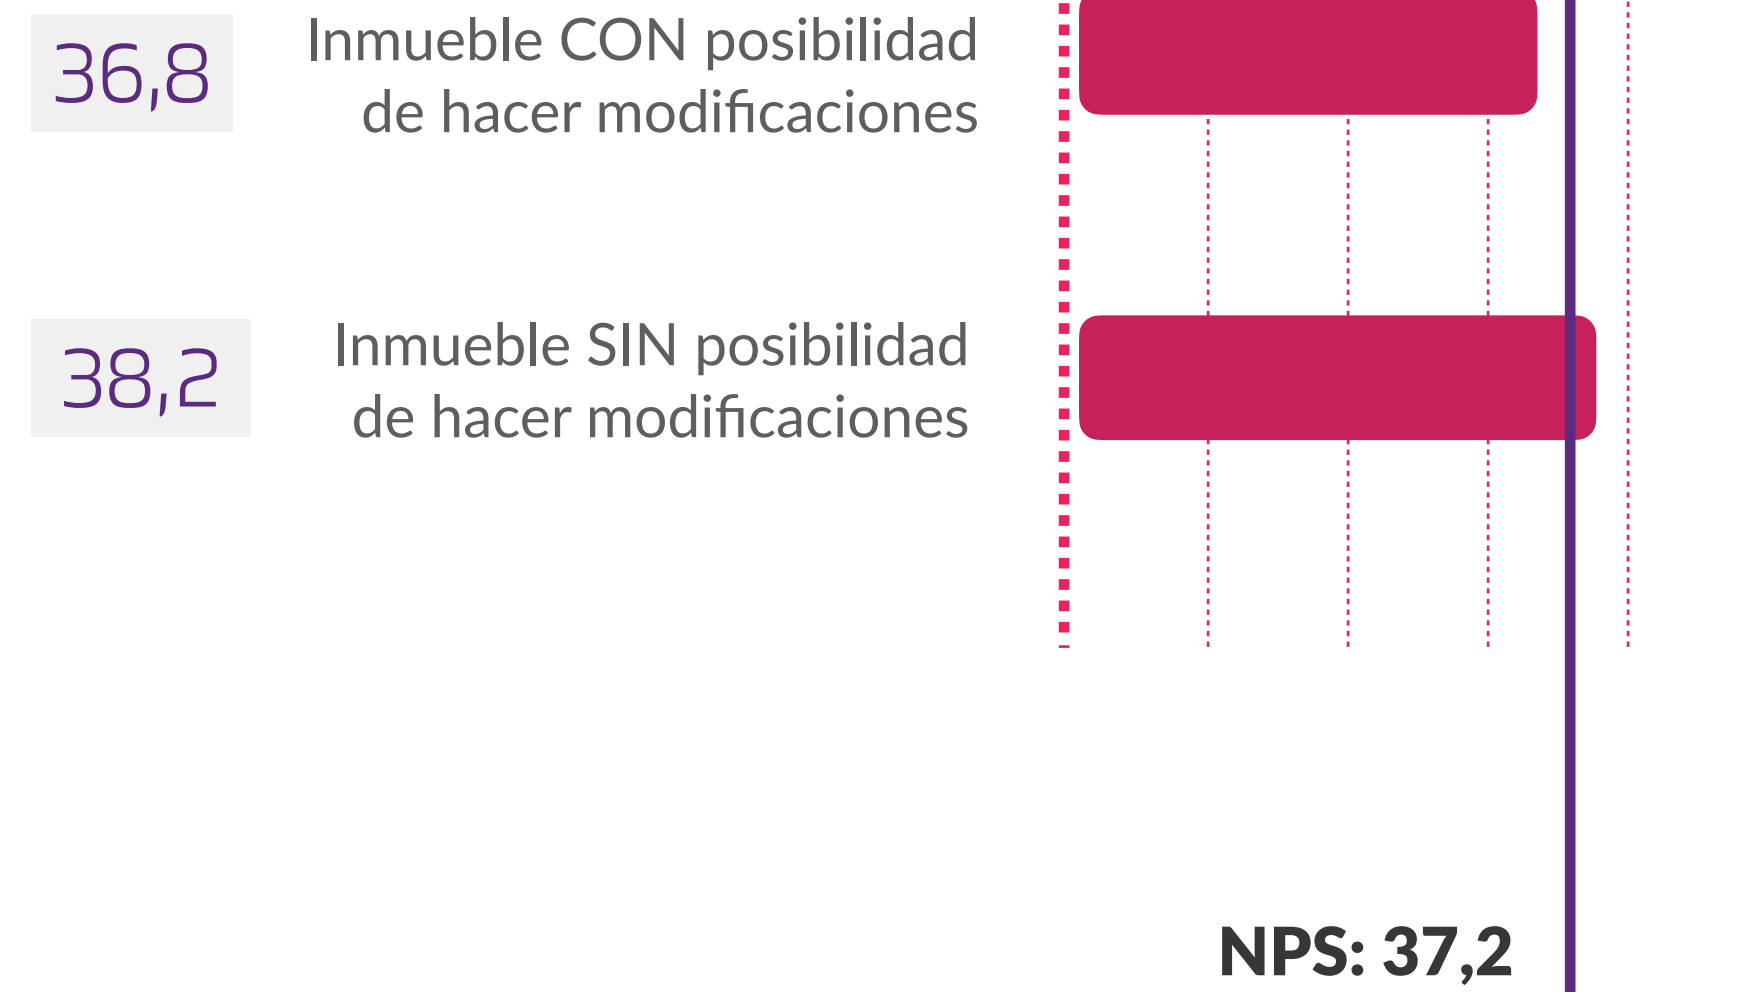 36,8
Inmueble CON posibilidad
de hacer modificaciones
38,2
Inmueble SIN posibilidad
de hacer modificaciones
NPS: 37,2